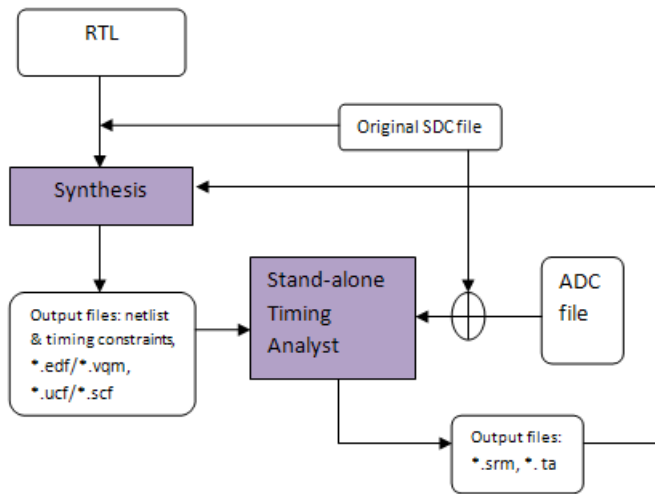 RTL
Original SDC file
Synthesis
Stand-alone
Timing
Analyst
ADC
file
Output files: netlist
& timing constraints,
*.edf/*.vqm,
*.ucf/*.scf
Output files:
*.srm, *. ta